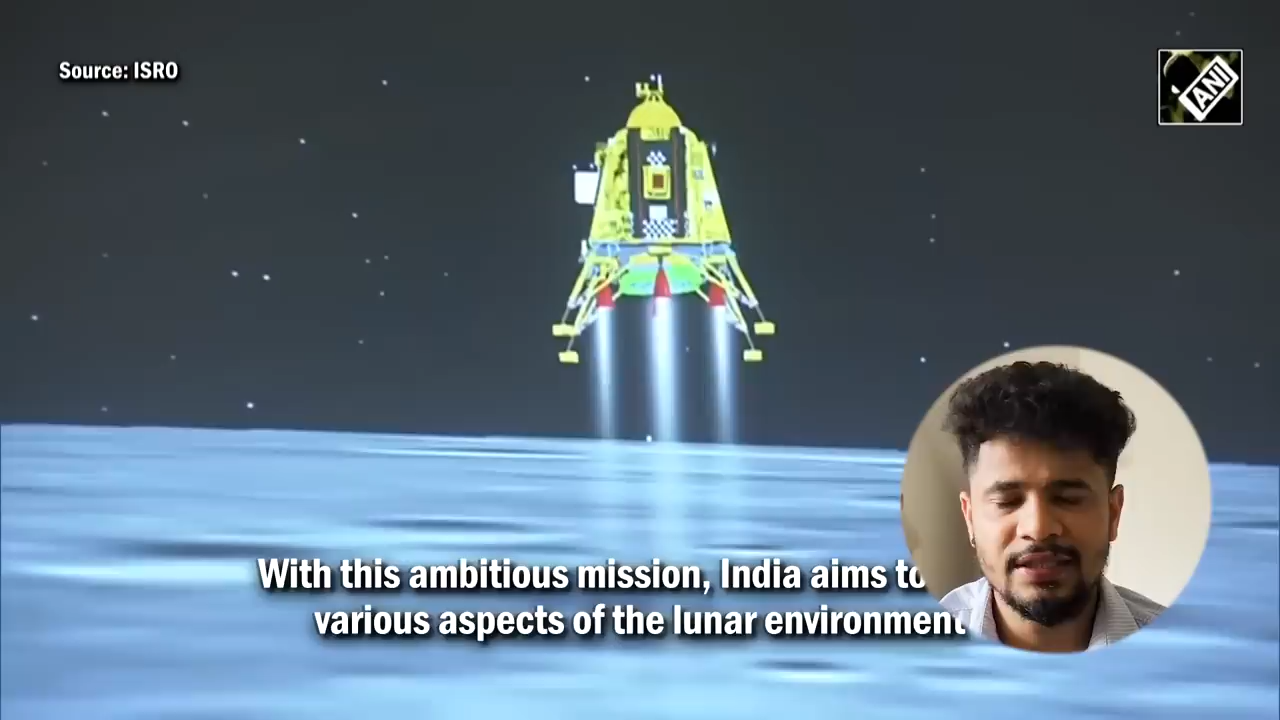 Source: ISRO
ANI
With this ambitious mission, India aims to
various aspects of the lunar environment